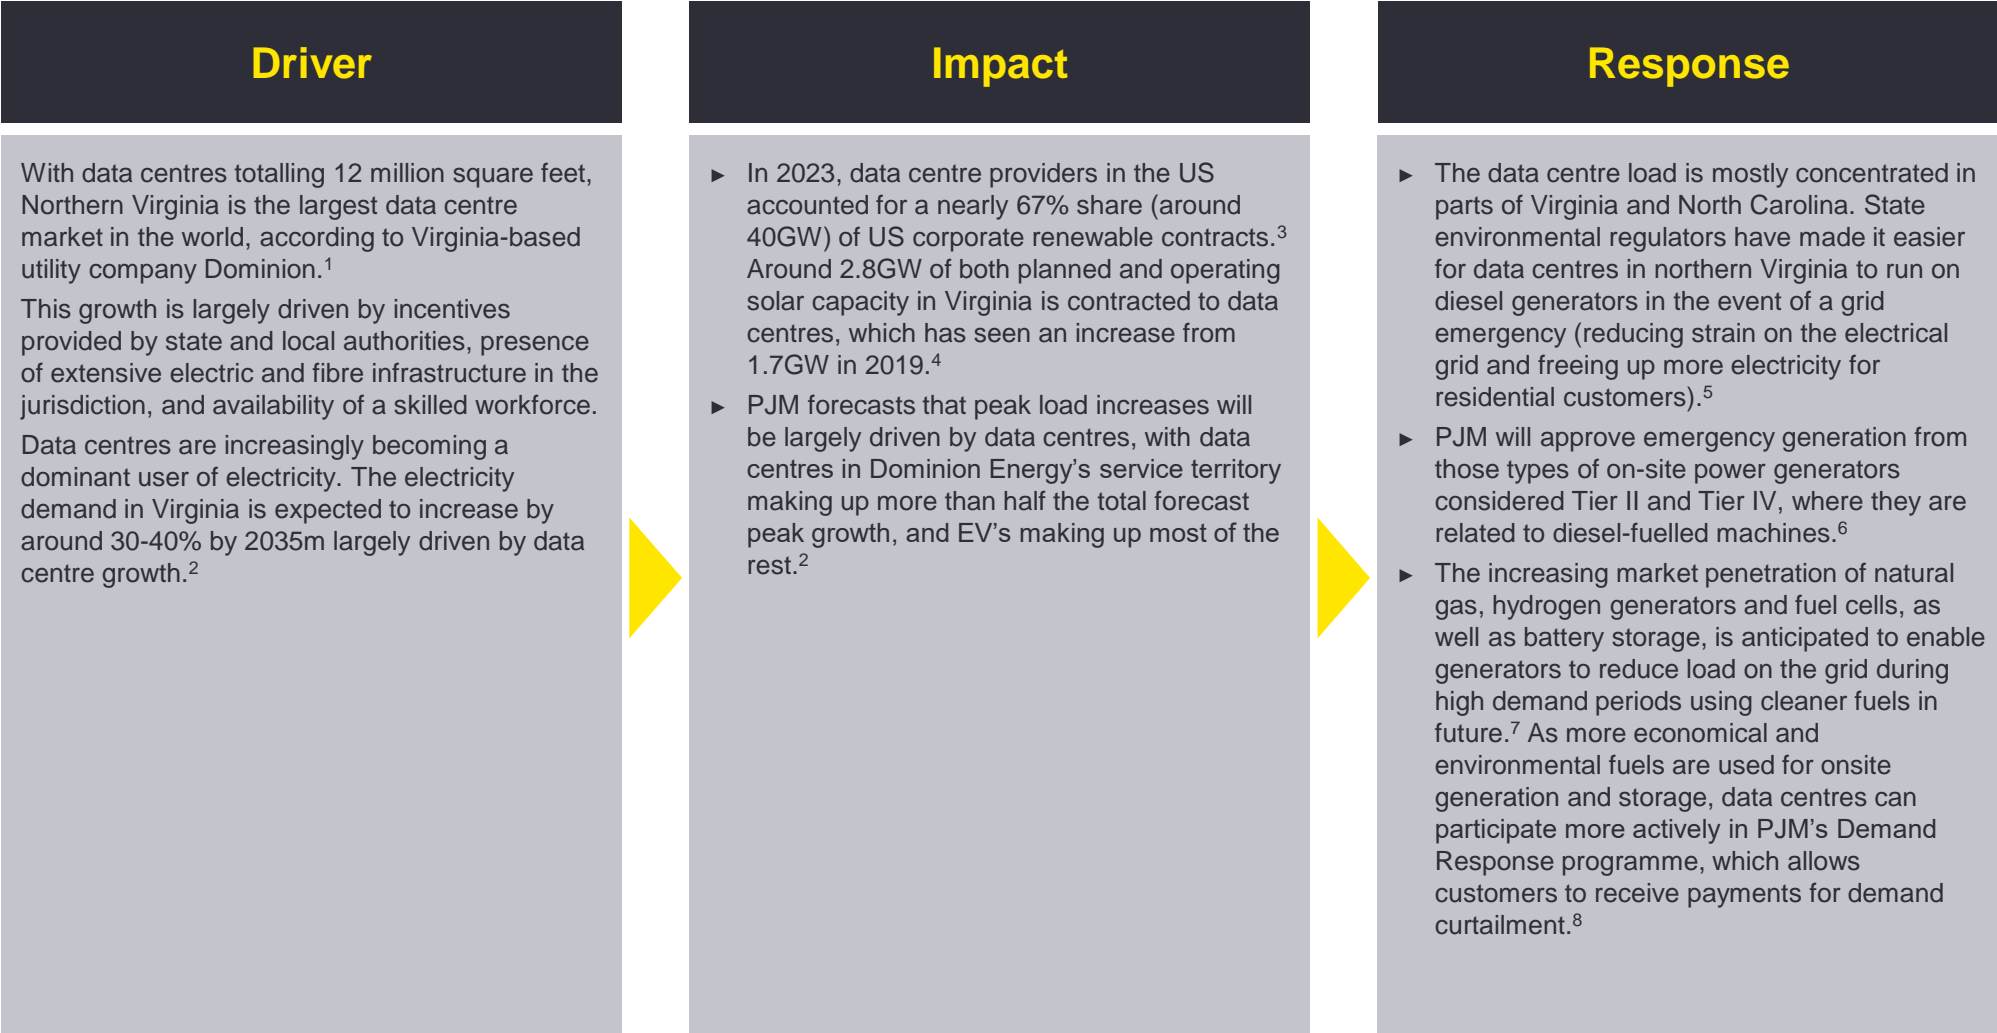 Driver
With data centres totalling 12 million square feet,
Northern Virginia is the largest data centre
market in the world, according to Virginia-based
utility company Dominion.1
This growth is largely driven by incentives
provided by state and local authorities, presence
of extensive electric and fibre infrastructure in the
jurisdiction, and availability of a skilled workforce.
Data centres are increasingly becoming a
dominant user of electricity. The electricity
demand in Virginia is expected to increase by
around 30-40% by 2035m largely driven by data
centre growth.2
Impact
► In 2023, data centre providers in the US
accounted for a nearly 67% share (around
40GW) of US corporate renewable contracts.3
Around 2.8GW of both planned and operating
solar capacity in Virginia is contracted to data
centres, which has seen an increase from
1.7GW in 2019.4
► PJM forecasts that peak load increases will
be largely driven by data centres, with data
centres in Dominion Energy’s service territory
making up more than half the total forecast
peak growth, and EV’s making up most of the
rest.2
Response
► The data centre load is mostly concentrated in
parts of Virginia and North Carolina. State
environmental regulators have made it easier
for data centres in northern Virginia to run on
diesel generators in the event of a grid
emergency (reducing strain on the electrical
grid and freeing up more electricity for
residential customers).5
► PJM will approve emergency generation from
those types of on-site power generators
considered Tier II and Tier IV, where they are
related to diesel-fuelled machines.6
► The increasing market penetration of natural
gas, hydrogen generators and fuel cells, as
well as battery storage, is anticipated to enable
generators to reduce load on the grid during
high demand periods using cleaner fuels in
future.7 As more economical and
environmental fuels are used for onsite
generation and storage, data centres can
participate more actively in PJM’s Demand
Response programme, which allows
customers to receive payments for demand
curtailment.8